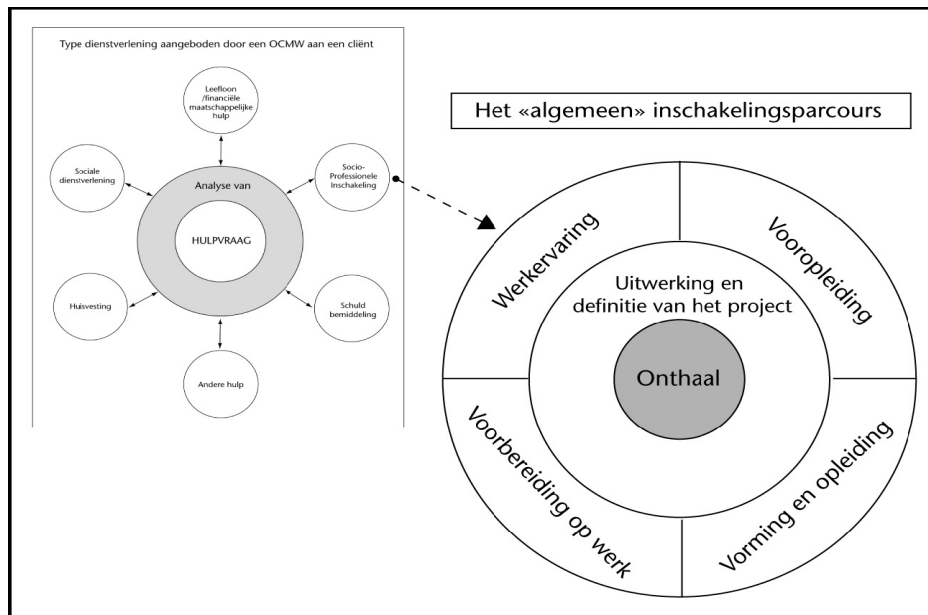 Type dienstverlening aangeboden door een OCMW aan een cliënt
Leefloon
/financiële
maatschappelijke
hulp
Sociale
dienstverlening
Socio-
Professionele
Inschakeling
Analyse van
HULPVRAAG
Huisvesting
Schuld
bemiddeling
Andere hulp
Het «algemeen» inschakelingsparcours
Werkervaring
Vooropleiding
Uitwerking en
definitie van het project
Onthaal
Voorbereiding op werk
Vorming en opleiding